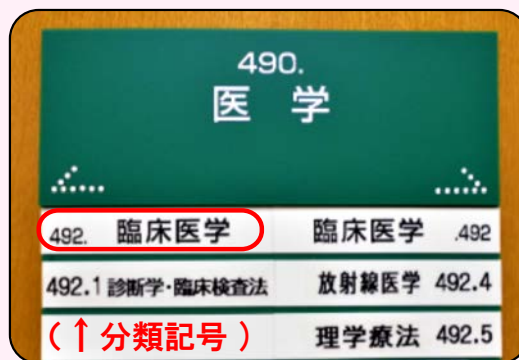 490.
医 学
492. 臨床医学 臨床医学 .492
492.1 診断学・臨床検査法 放射線医学 492.4
(↑分類記号) 理学療法 492.5